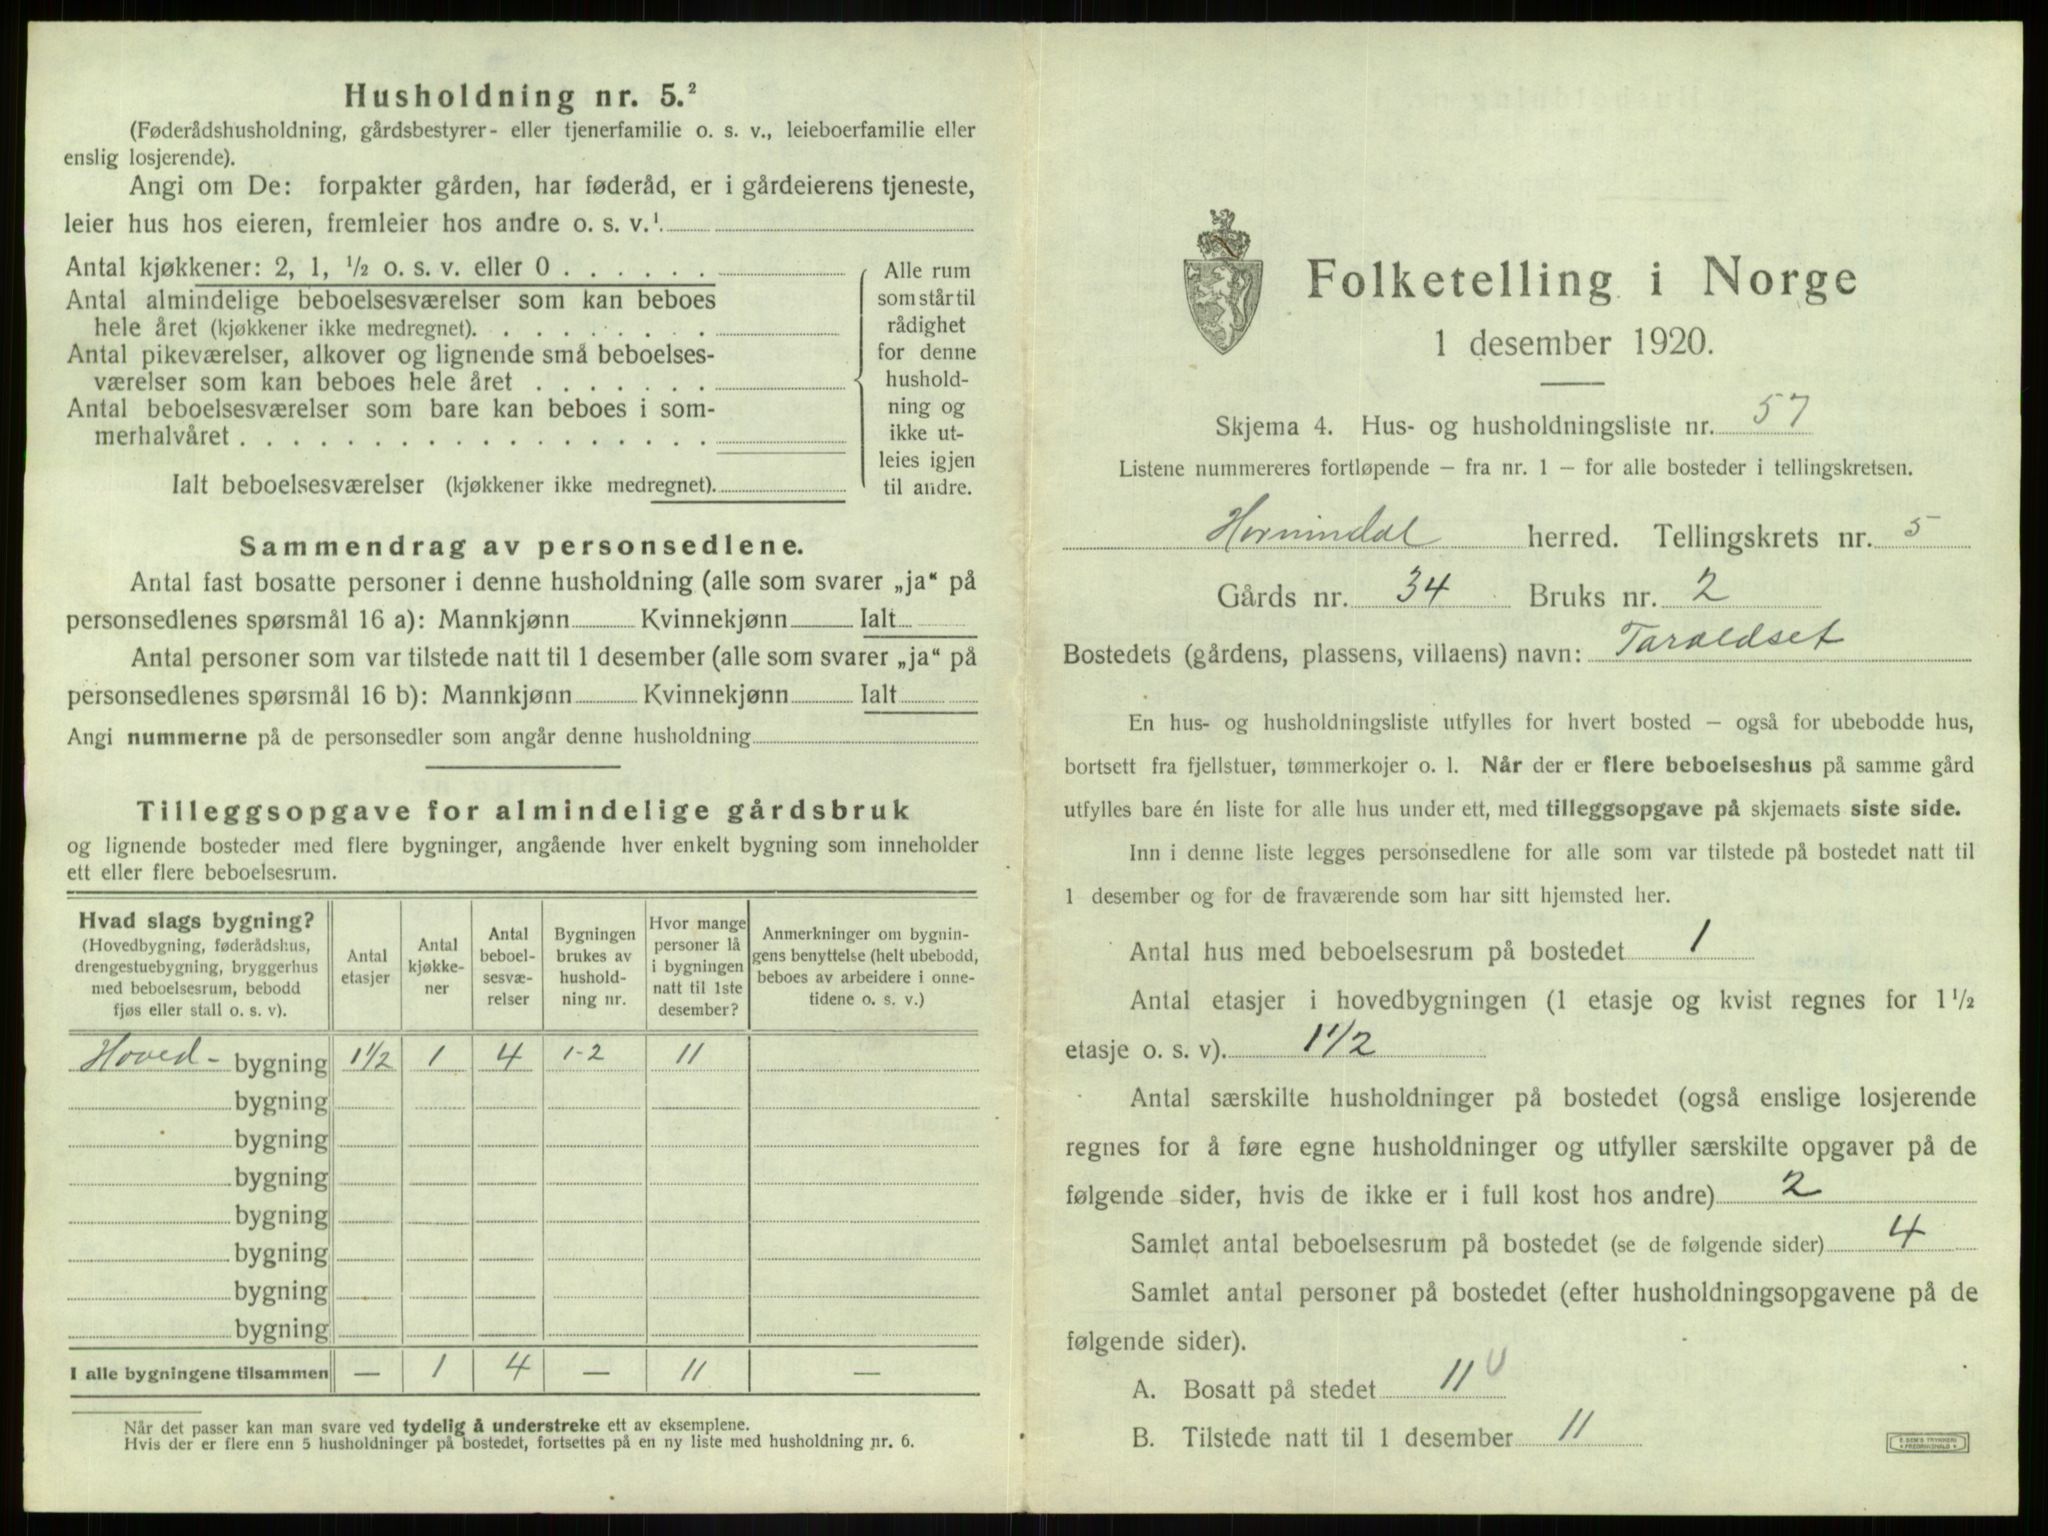 Husholdning nr. 5.²
(Føderådshusholdning, gårdsbestyrer- eller tjenerfamilie o. s. v., leieboerfamilie eller
enslig losjerende).
Angi om De: forpakter gården, har føderåd, er i gårdeierens tjeneste,
leier hus hos eieren, fremleier hos andre o. s. v.¹
Antal kjøkkener: 2, 1, ½ o. s. v. eller 0 . . . . . .
Antal almindelige beboelsesværelser som kan beboes
hele året (kjøkkener ikke medregnet). . . . . . . . .
Antal pikeværelser, alkover og lignende små beboelses-
værelser som kan beboes hele året . . . . . . .
Antal beboelsesværelser som bare kan beboes i som-
merhalvåret . . . . . . . . . . . . . . . . . .
Ialt beboelsesværelser (kjøkkener ikke medregnet).
Alle rum
som står til
rådighet
for denne
hushold-
ning og
ikke ut-
leies igjen
til andre.
Sammendrag av personsedlene.
Antal fast bosatte personer i denne husholdning (alle som svarer „ja“ på
personsedlenes spørsmål 16 a): Mannkjønn Kvinnekjønn Ialt
Antal personer som var tilstede natt til 1 desember (alle som svarer „ja“ på
personsedlenes spørsmål 16 b): Mannkjønn Kvinnekjønn Ialt
Angi nummerne på de personsedler som angår denne husholdning
Tilleggsopgave for almindelige gårdsbruk
og lignende bosteder med flere bygninger, angående hver enkelt bygning som inneholder
ett eller flere beboelsesrum.
Hvad slags bygning?
(Hovedbygning, føderådshus,
drengestuebygning, bryggerhus
med beboelsesrum, bebodd
fjøs eller stall o. s. v).
Antal
etasjer
Antal
kjøkke-
ner
Antal
beboel-
sesvæ-
relser
Bygningen
brukes av
hushold-
ning nr.
Hvor mange
personer lå
i bygningen
natt til 1ste
desember?
Anmerkninger om bygnin-
gens benyttelse (helt ubebodd,
beboes av arbeidere i onne-
tidene o. s. v.)
Hoved- bygning 1½ 1 4 1-2 11
bygning
bygning
bygning
bygning
bygning
bygning
bygning
I alle bygningene tilsammen — 1 4 — 11 —
Når det passer kan man svare ved tydelig å understreke ett av eksemplene.
Hvis der er flere enn 5 husholdninger på bostedet, fortsettes på en ny liste med husholdning nr. 6.
Folketelling i Norge
1 desember 1920.
Skjema 4. Hus- og husholdningsliste nr. 57
Listene nummereres fortløpende – fra nr. 1 – for alle bosteder i tellingskretsen.
Hornindal herred. Tellingskrets nr. 5
Gårds nr. 34 Bruks nr. 2
Bostedets (gårdens, plassens, villaens) navn: Taraldset
En hus- og husholdningsliste utfylles for hvert bosted – også for ubebodde hus,
bortsett fra fjellstuer, tømmerkojer o. l. Når der er flere beboelseshus på samme gård
utfylles bare én liste for alle hus under ett, med tilleggsopgave på skjemaets siste side.
Inn i denne liste legges personsedlene for alle som var tilstede på bostedet natt til
1 desember og for de fraværende som har sitt hjemsted her.
Antal hus med beboelsesrum på bostedet 1
Antal etasjer i hovedbygningen (1 etasje og kvist regnes for 1½
etasje o. s. v). 1½
Antal særskilte husholdninger på bostedet (også enslige losjerende
regnes for å føre egne husholdninger og utfyller særskilte opgaver på de
følgende sider, hvis de ikke er i full kost hos andre) 2
Samlet antal beboelsesrum på bostedet (se de følgende sider) 4
Samlet antal personer på bostedet (efter husholdningsopgavene på de
følgende sider).
A. Bosatt på stedet 11
B. Tilstede natt til 1 desember 11